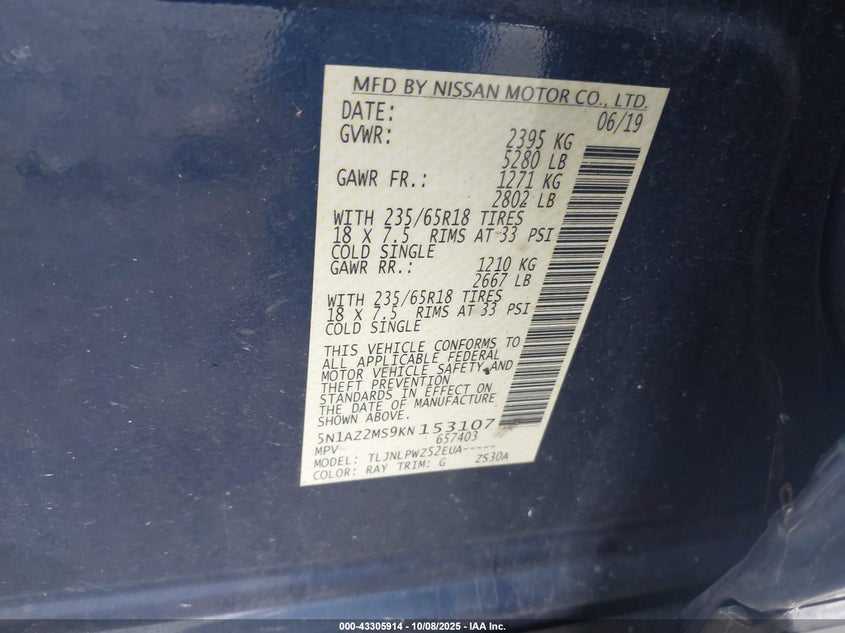 MFD BY NISSAN MOTOR CO., LTD.
DATE: 06/19
GVWR: 2395 KG
5280 LB
GAWR FR.: 1271 KG
2802 LB
WITH 235/65R18 TIRES
18 X 7.5 RIMS AT 33 PSI
COLD SINGLE
GAWR RR.: 1210 KG
2667 LB
WITH 235/65R18 TIRES
18 X 7.5 RIMS AT 33 PSI
COLD SINGLE
THIS VEHICLE CONFORMS TO
ALL APPLICABLE FEDERAL
MOTOR VEHICLE SAFETY AND
THEFT PREVENTION
STANDARDS IN EFFECT ON
THE DATE OF MANUFACTURE
SHOWN ABOVE.
5N1AZ2MS9KN153107
MPV 657403
MODEL: TLJNLPWZ52EUA-----
COLOR: RAY TRIM: G ZS30A
000-43305914 - 10/08/2025 - IAA Inc.